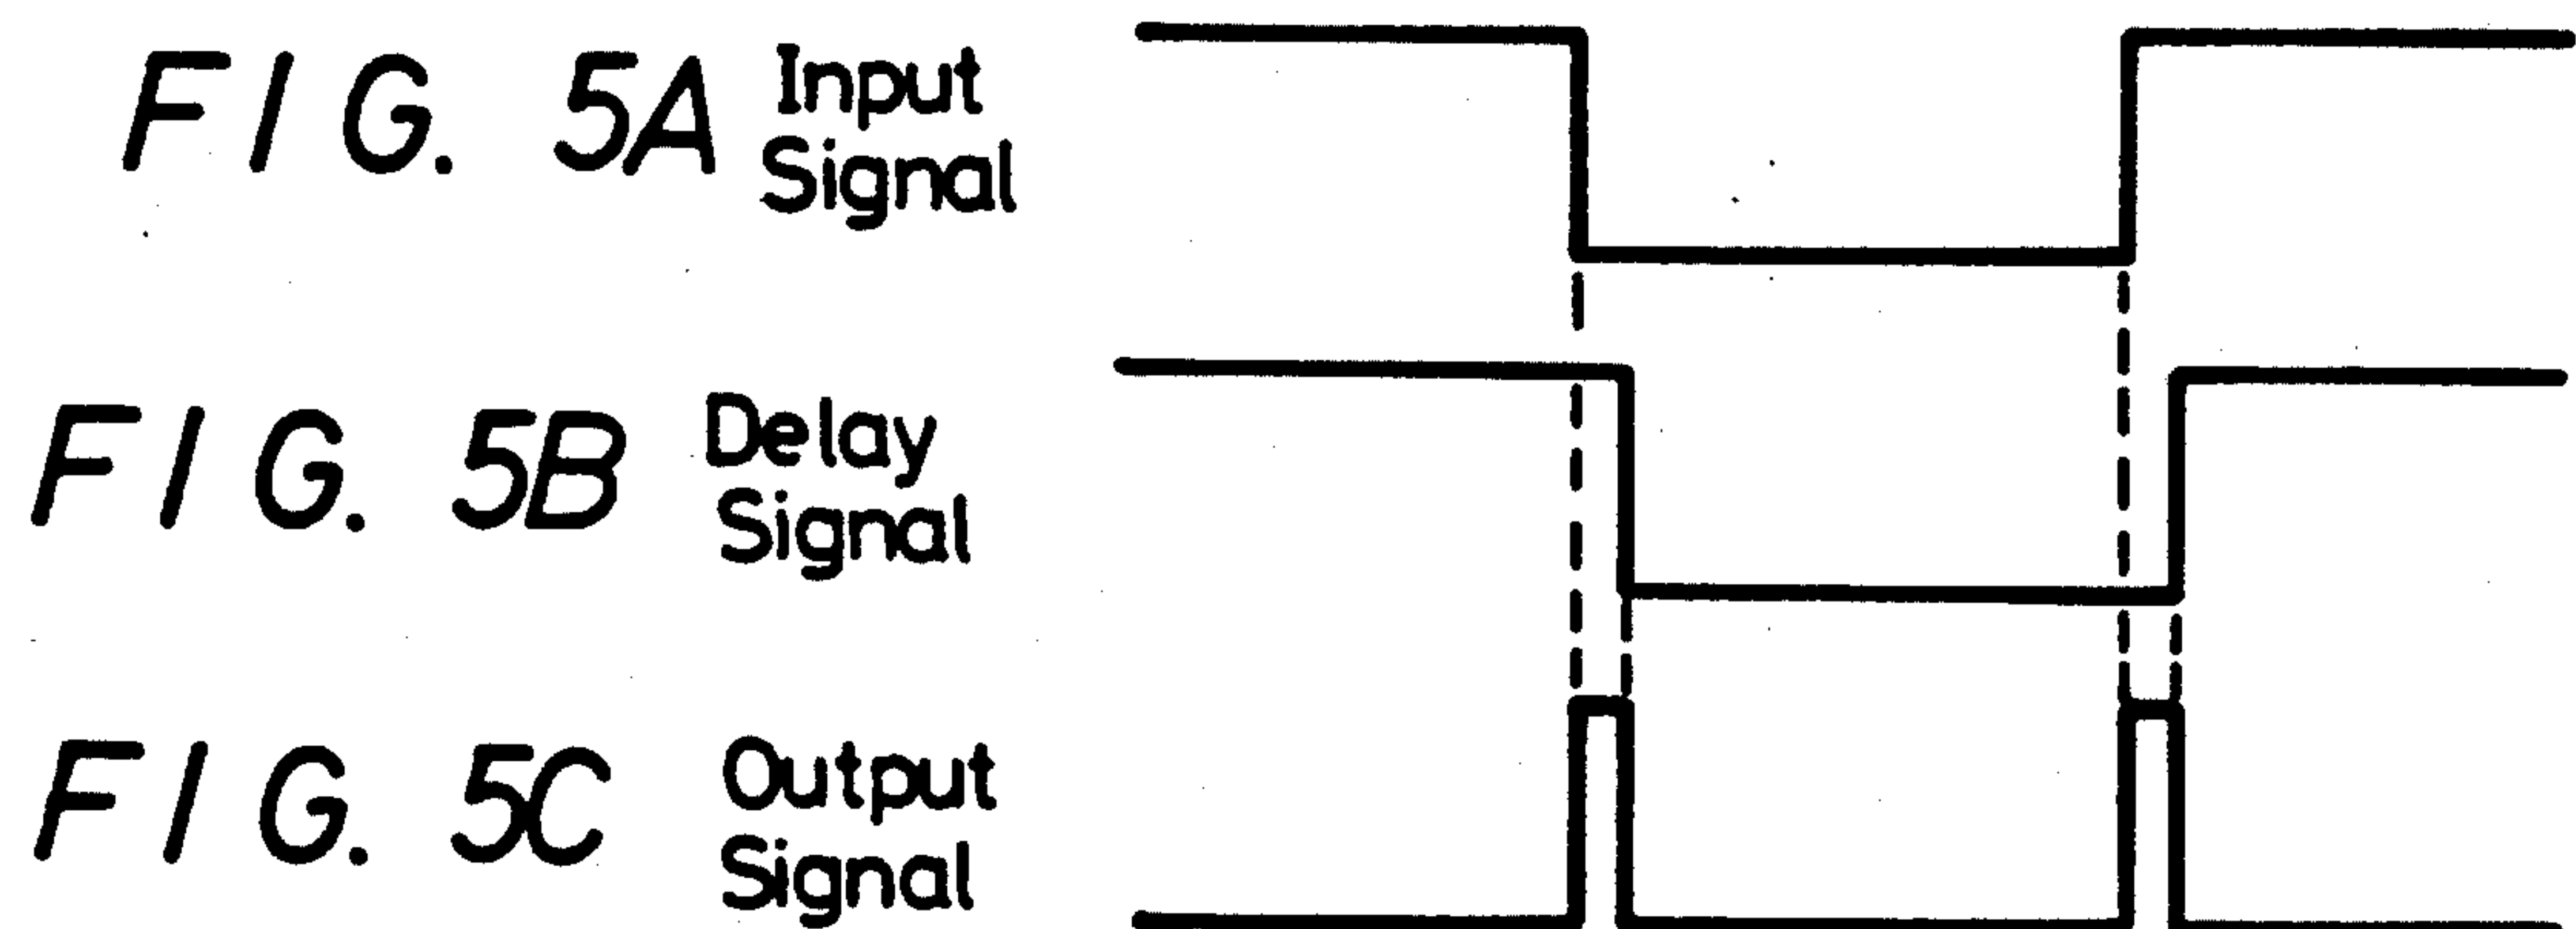 FIG. 5A Input
Signal
FIG. 5B Delay
Signal
FIG. 5C Output
Signal